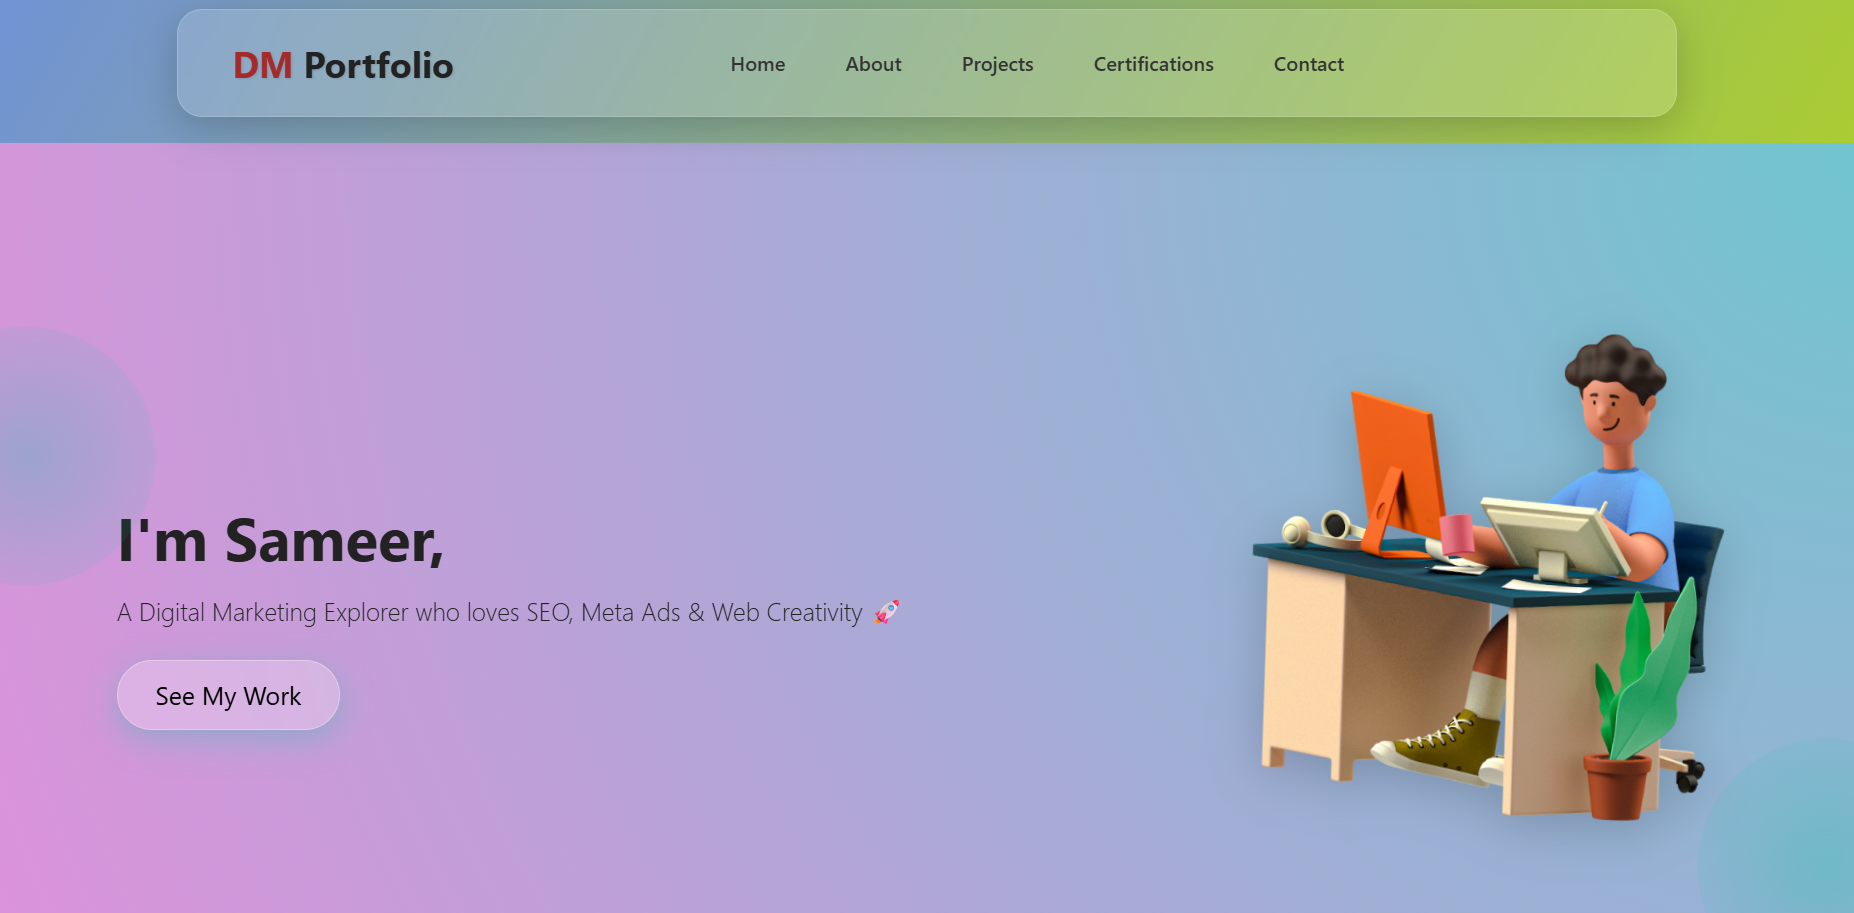 DM Portfolio
Home About Projects Certifications Contact
I'm Sameer,
A Digital Marketing Explorer who loves SEO, Meta Ads & Web Creativity 🚀
See My Work